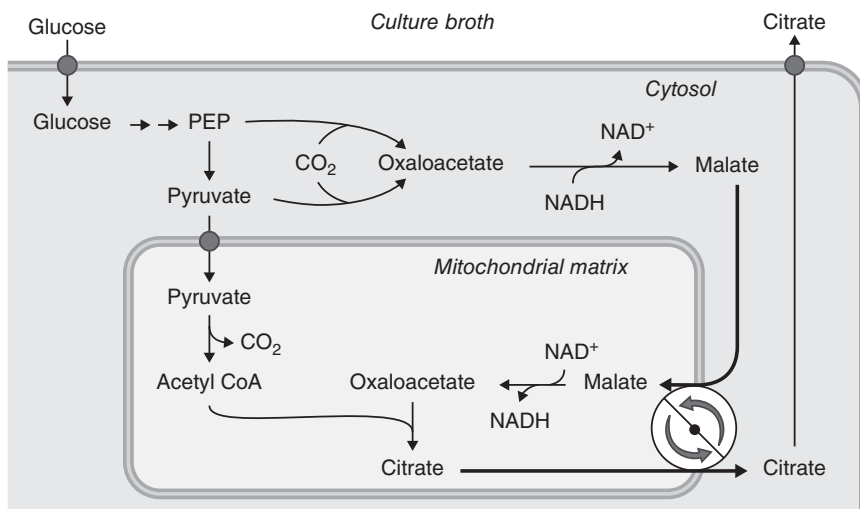 Glucose
Culture broth
Citrate
Cytosol
Glucose
PEP
NAD⁺
CO₂
Oxaloacetate
Malate
Pyruvate
NADH
Mitochondrial matrix
Pyruvate
CO₂
NAD⁺
Acetyl CoA
Oxaloacetate
Malate
NADH
Citrate
Citrate